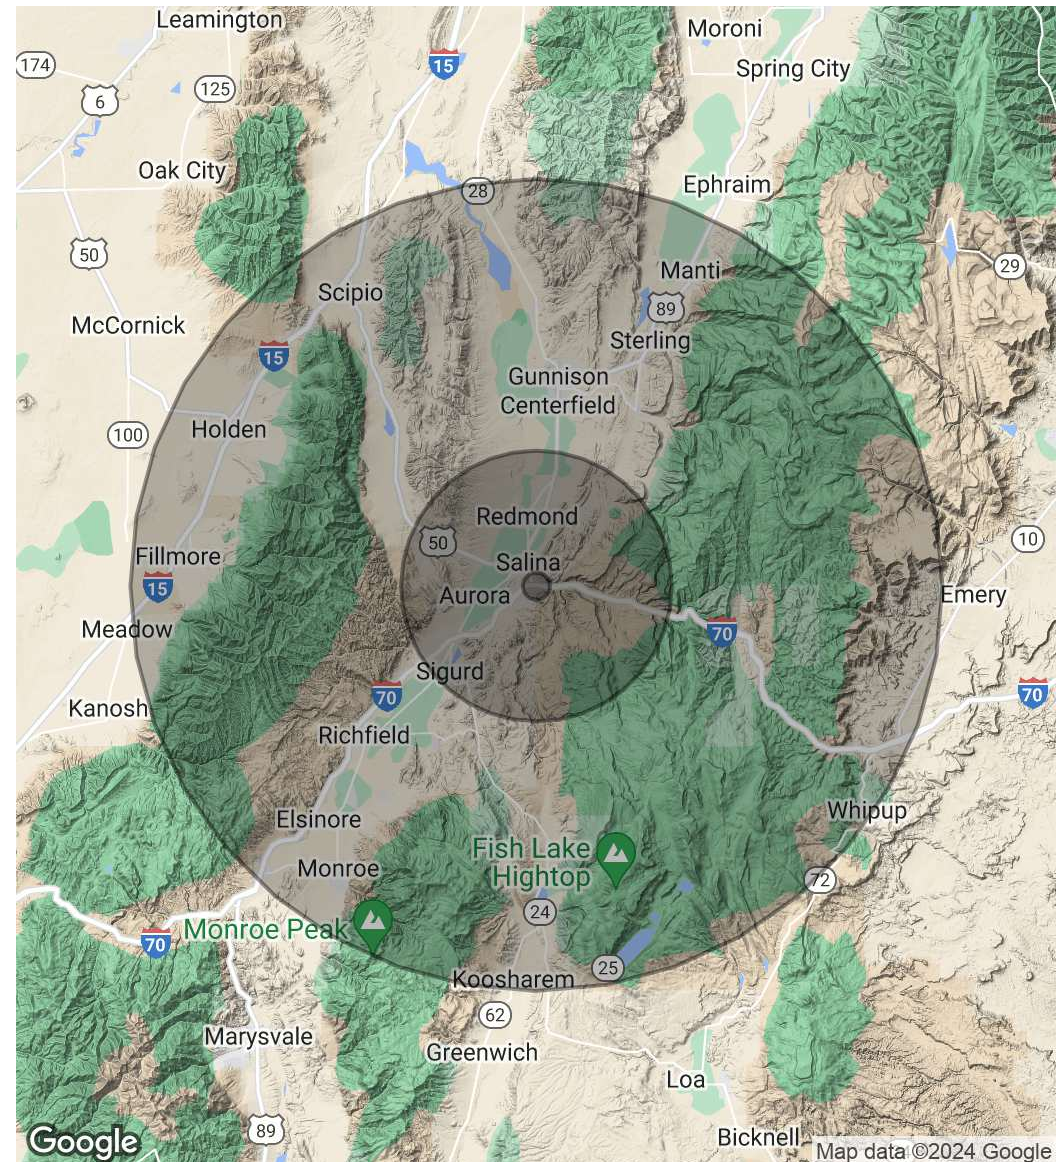 Leamington
Moroni
174
15
Spring City
125
6
Oak City
28
Ephraim
50
Manti
29
Scipio
89
McCornick
Sterling
15
Gunnison
Centerfield
100
Holden
Redmond
50
10
Fillmore
Salina
15
Aurora
Emery
Meadow
70
Sigurd
70
70
Kanosh
Richfield
Whipup
Elsinore
Fish Lake
Hightop
Monroe
72
24
Monroe Peak
70
25
Koosharem
62
Marysvale
Greenwich
Loa
89
Bicknell
Google
Map data ©2024 Google